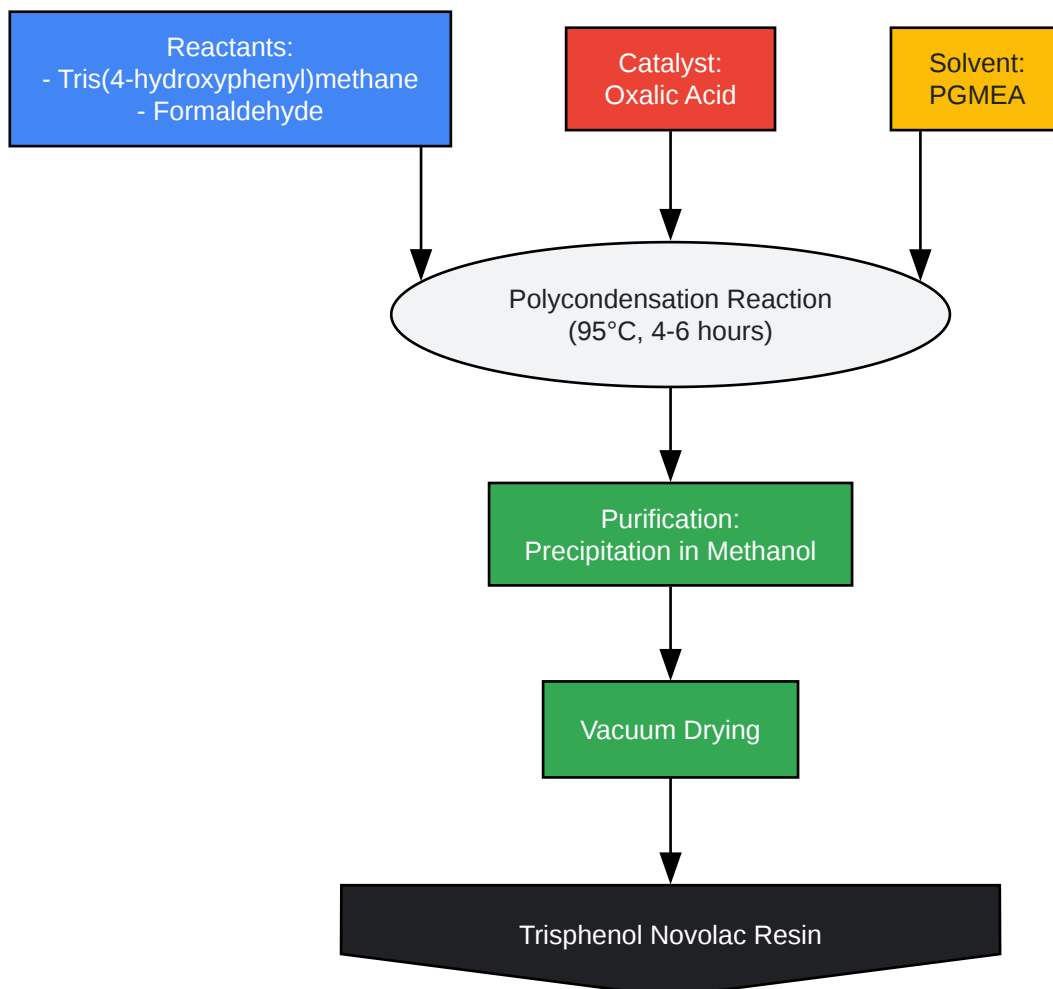 Reactants:
- Tris(4-hydroxyphenyl)methane
- Formaldehyde
Catalyst:
Oxalic Acid
Solvent:
PGMEA
Polycondensation Reaction
(95°C, 4-6 hours)
Purification:
Precipitation in Methanol
Vacuum Drying
Trisphenol Novolac Resin